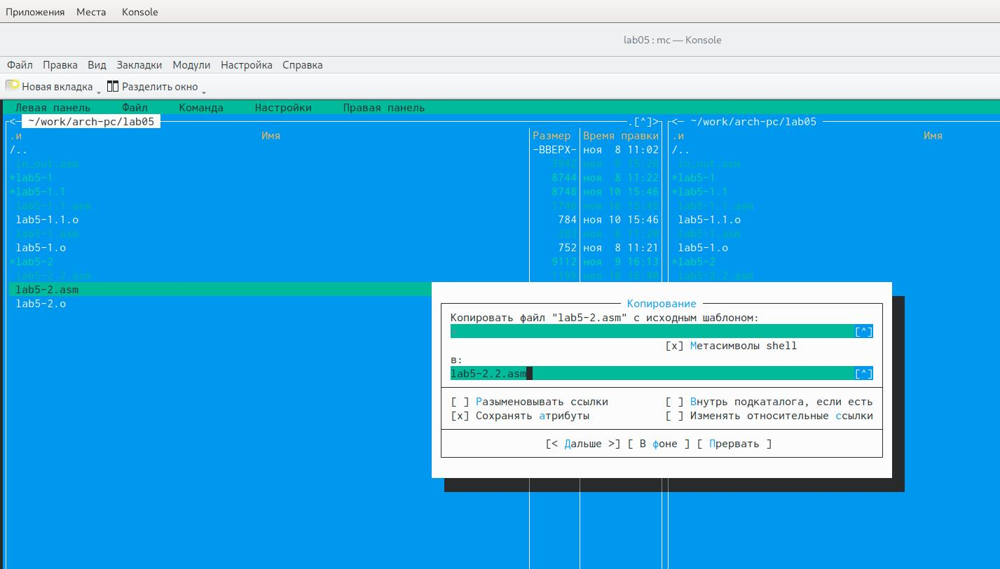 Приложения Места Konsole
lab05 : mc — Konsole
Файл Правка Вид Закладки Модули Настройка Справка
Новая вкладка Разделить окно
Левая панель Файл Команда Настройки Правая панель
<— ~/work/arch-pc/lab05 .[^]> <— ~/work/arch-pc/lab05
.и Имя Размер Время правки .и Имя
/.. -ВВЕРХ- ноя 8 11:02 /..
in_out.asm 3942 ноя 9 15:26 in_out.asm
*lab5-1 8744 ноя 8 11:22 *lab5-1
*lab5-1.1 8748 ноя 10 15:46 *lab5-1.1
lab5-1.1.asm 1746 ноя 10 15:45 lab5-1.1.asm
lab5-1.1.o 784 ноя 10 15:46 lab5-1.1.o
lab5-1.asm 283 ноя 8 11:20 lab5-1.asm
lab5-1.o 752 ноя 8 11:21 lab5-1.o
*lab5-2 9112 ноя 9 16:13 *lab5-2
lab5-2.2.asm 1199 ноя 10 16:40 lab5-2.2.asm
lab5-2.asm
lab5-2.o
Копирование
Копировать файл "lab5-2.asm" с исходным шаблоном:
* [^]
[x] Метасимволы shell
в:
lab5-2.2.asm [^]
[ ] Разыменовывать ссылки [ ] Внутрь подкаталога, если есть
[x] Сохранять атрибуты [ ] Изменять относительные ссылки
[< Дальше >] [ В фоне ] [ Прервать ]